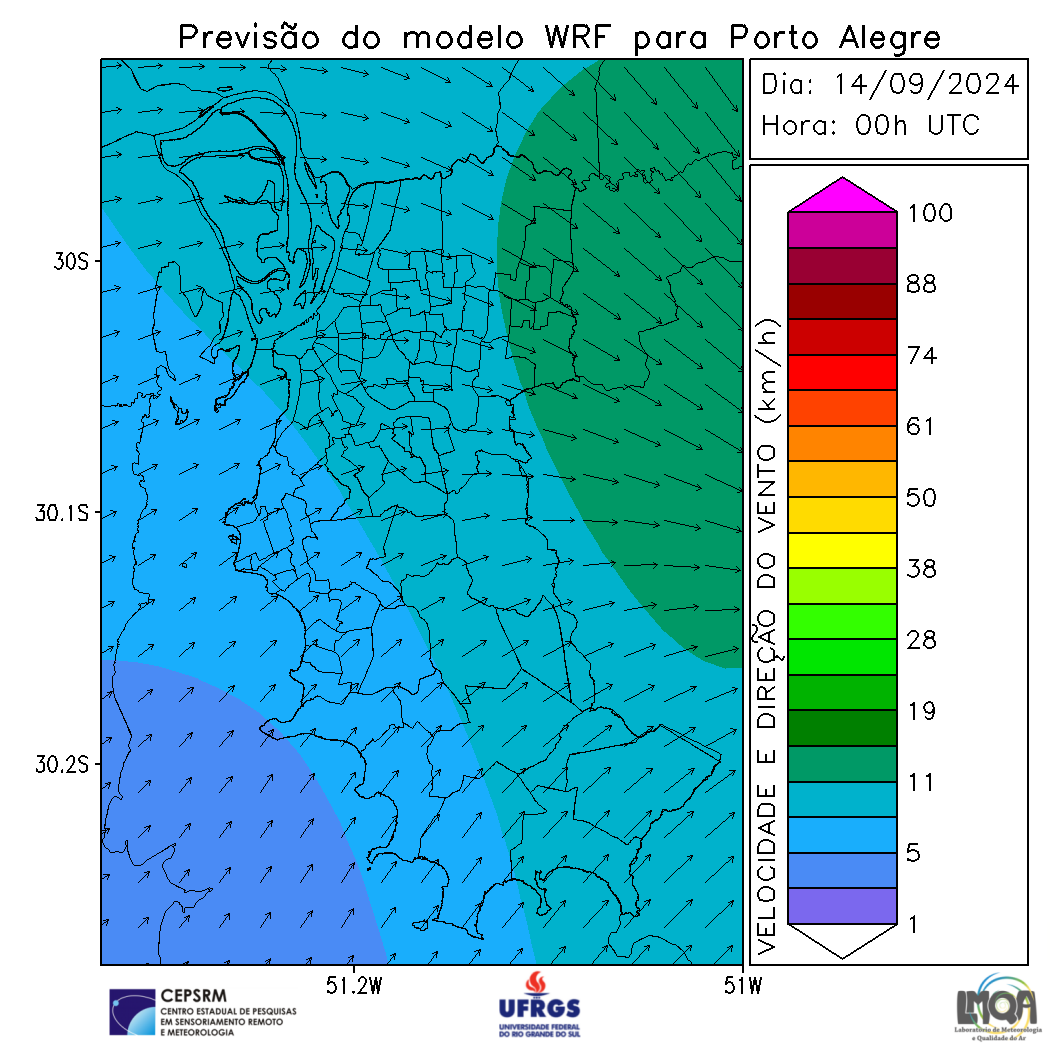 Previsão do modelo WRF para Porto Alegre
Dia: 14/09/2024
Hora: 00h UTC
30S
30.1S
30.2S
51.2W
51W
VELOCIDADE E DIREÇÃO DO VENTO (km/h)
100
88
74
61
50
38
28
19
11
5
1
CEPSRM
CENTRO ESTADUAL DE PESQUISAS
EM SENSORIAMENTO REMOTO
E METEOROLOGIA
UFRGS
UNIVERSIDADE FEDERAL
DO RIO GRANDE DO SUL
LMQA
Laboratório de Meteorologia
e Qualidade do Ar